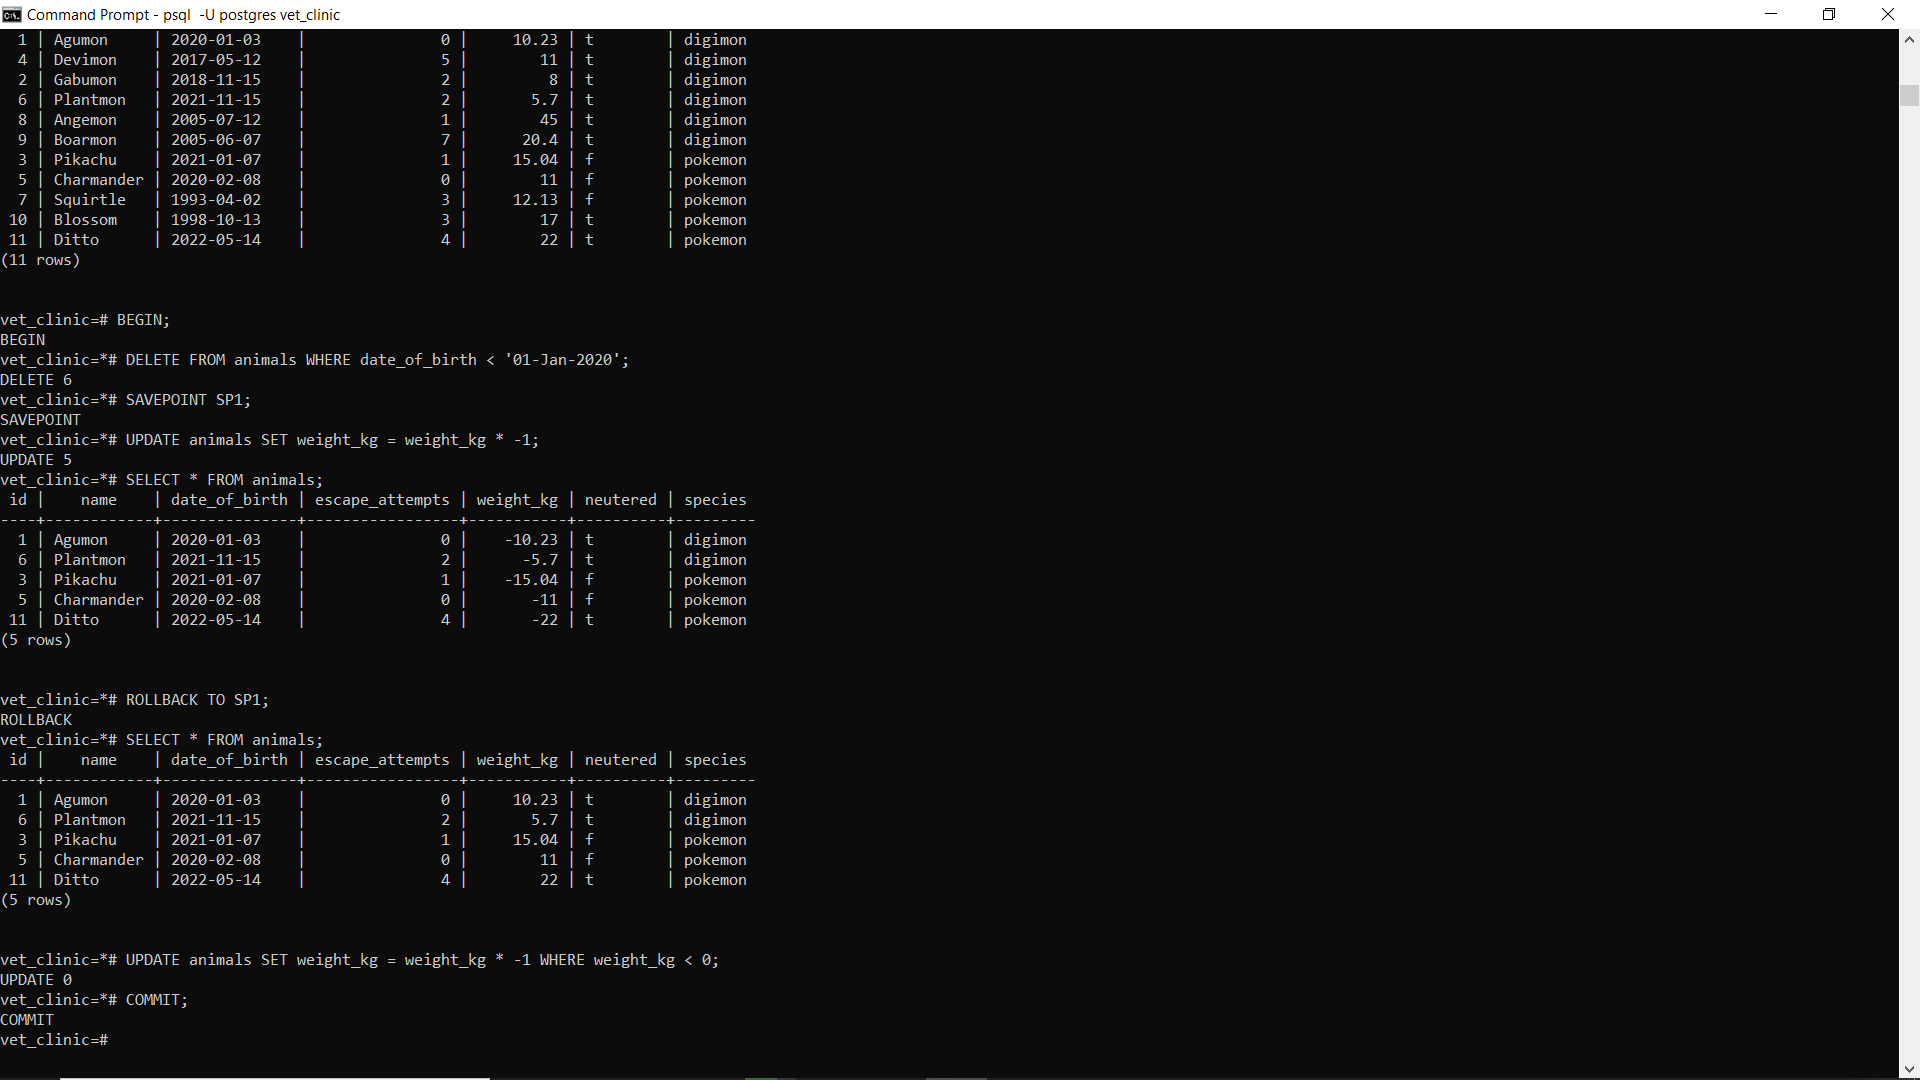 Command Prompt - psql  -U postgres vet_clinic
  1 | Agumon     | 2020-01-03    |               0 |     10.23 | t        | digimon
  4 | Devimon    | 2017-05-12    |               5 |        11 | t        | digimon
  2 | Gabumon    | 2018-11-15    |               2 |         8 | t        | digimon
  6 | Plantmon   | 2021-11-15    |               2 |       5.7 | t        | digimon
  8 | Angemon    | 2005-07-12    |               1 |        45 | t        | digimon
  9 | Boarmon    | 2005-06-07    |               7 |      20.4 | t        | digimon
  3 | Pikachu    | 2021-01-07    |               1 |     15.04 | f        | pokemon
  5 | Charmander | 2020-02-08    |               0 |        11 | f        | pokemon
  7 | Squirtle   | 1993-04-02    |               3 |     12.13 | f        | pokemon
 10 | Blossom    | 1998-10-13    |               3 |        17 | t        | pokemon
 11 | Ditto      | 2022-05-14    |               4 |        22 | t        | pokemon
(11 rows)
vet_clinic=# BEGIN;
BEGIN
vet_clinic=*# DELETE FROM animals WHERE date_of_birth < '01-Jan-2020';
DELETE 6
vet_clinic=*# SAVEPOINT SP1;
SAVEPOINT
vet_clinic=*# UPDATE animals SET weight_kg = weight_kg * -1;
UPDATE 5
vet_clinic=*# SELECT * FROM animals;
 id |    name    | date_of_birth | escape_attempts | weight_kg | neutered | species
----+------------+---------------+-----------------+-----------+----------+---------
  1 | Agumon     | 2020-01-03    |               0 |    -10.23 | t        | digimon
  6 | Plantmon   | 2021-11-15    |               2 |      -5.7 | t        | digimon
  3 | Pikachu    | 2021-01-07    |               1 |    -15.04 | f        | pokemon
  5 | Charmander | 2020-02-08    |               0 |       -11 | f        | pokemon
 11 | Ditto      | 2022-05-14    |               4 |       -22 | t        | pokemon
(5 rows)
vet_clinic=*# ROLLBACK TO SP1;
ROLLBACK
vet_clinic=*# SELECT * FROM animals;
 id |    name    | date_of_birth | escape_attempts | weight_kg | neutered | species
----+------------+---------------+-----------------+-----------+----------+---------
  1 | Agumon     | 2020-01-03    |               0 |     10.23 | t        | digimon
  6 | Plantmon   | 2021-11-15    |               2 |       5.7 | t        | digimon
  3 | Pikachu    | 2021-01-07    |               1 |     15.04 | f        | pokemon
  5 | Charmander | 2020-02-08    |               0 |        11 | f        | pokemon
 11 | Ditto      | 2022-05-14    |               4 |        22 | t        | pokemon
(5 rows)
vet_clinic=*# UPDATE animals SET weight_kg = weight_kg * -1 WHERE weight_kg < 0;
UPDATE 0
vet_clinic=*# COMMIT;
COMMIT
vet_clinic=#